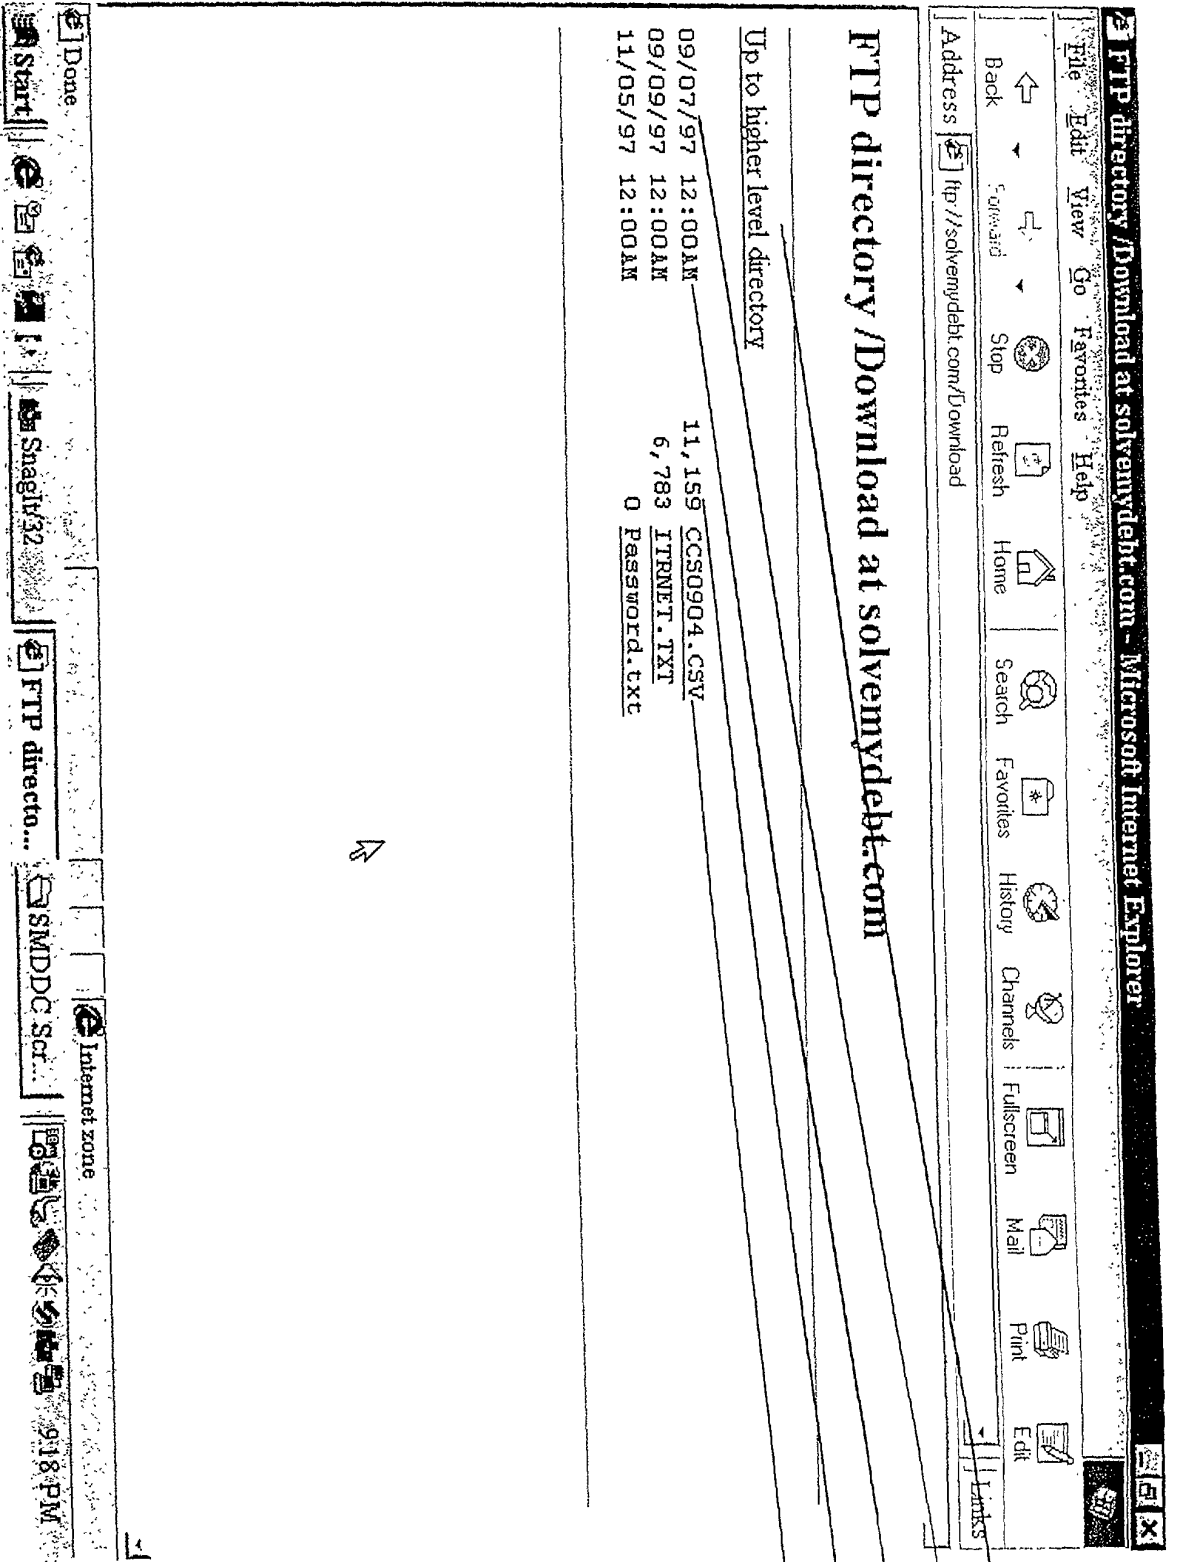 FTP directory /Download at solvemydebt.com - Microsoft Internet Explorer
File Edit View Go Favorites Help
Back Forward Stop Refresh Home Search Favorites History Channels Fullscreen Mail Print Edit
Address ftp://solvemydebt.com/Download Links
FTP directory /Download at solvemydebt.com
Up to higher level directory
09/07/97 12:00AM 11,159 CCS0904.CSV
09/09/97 12:00AM 6,783 ITRNET.TXT
11/05/97 12:00AM 0 Password.txt
Done Internet zone
Start SnagIt/32 FTP directo... SMDDC Scr... 9:18 PM